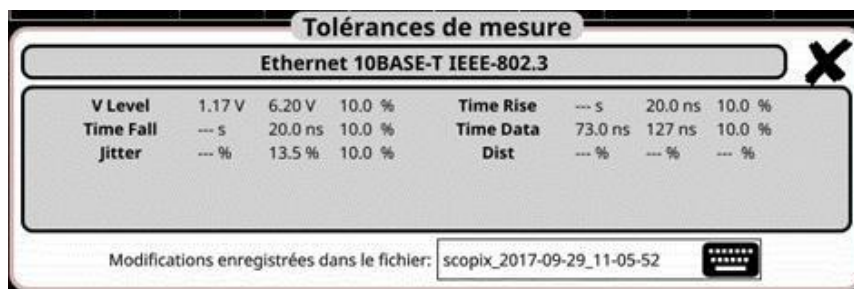 Tolérances de mesure
Ethernet 10BASE-T IEEE-802.3
V Level 1.17 V 6.20 V 10.0 % Time Rise --- s 20.0 ns 10.0 %
Time Fall --- s 20.0 ns 10.0 % Time Data 73.0 ns 127 ns 10.0 %
Jitter --- % 13.5 % 10.0 % Dist --- % --- % --- %
Modifications enregistrées dans le fichier: scopix_2017-09-29_11-05-52